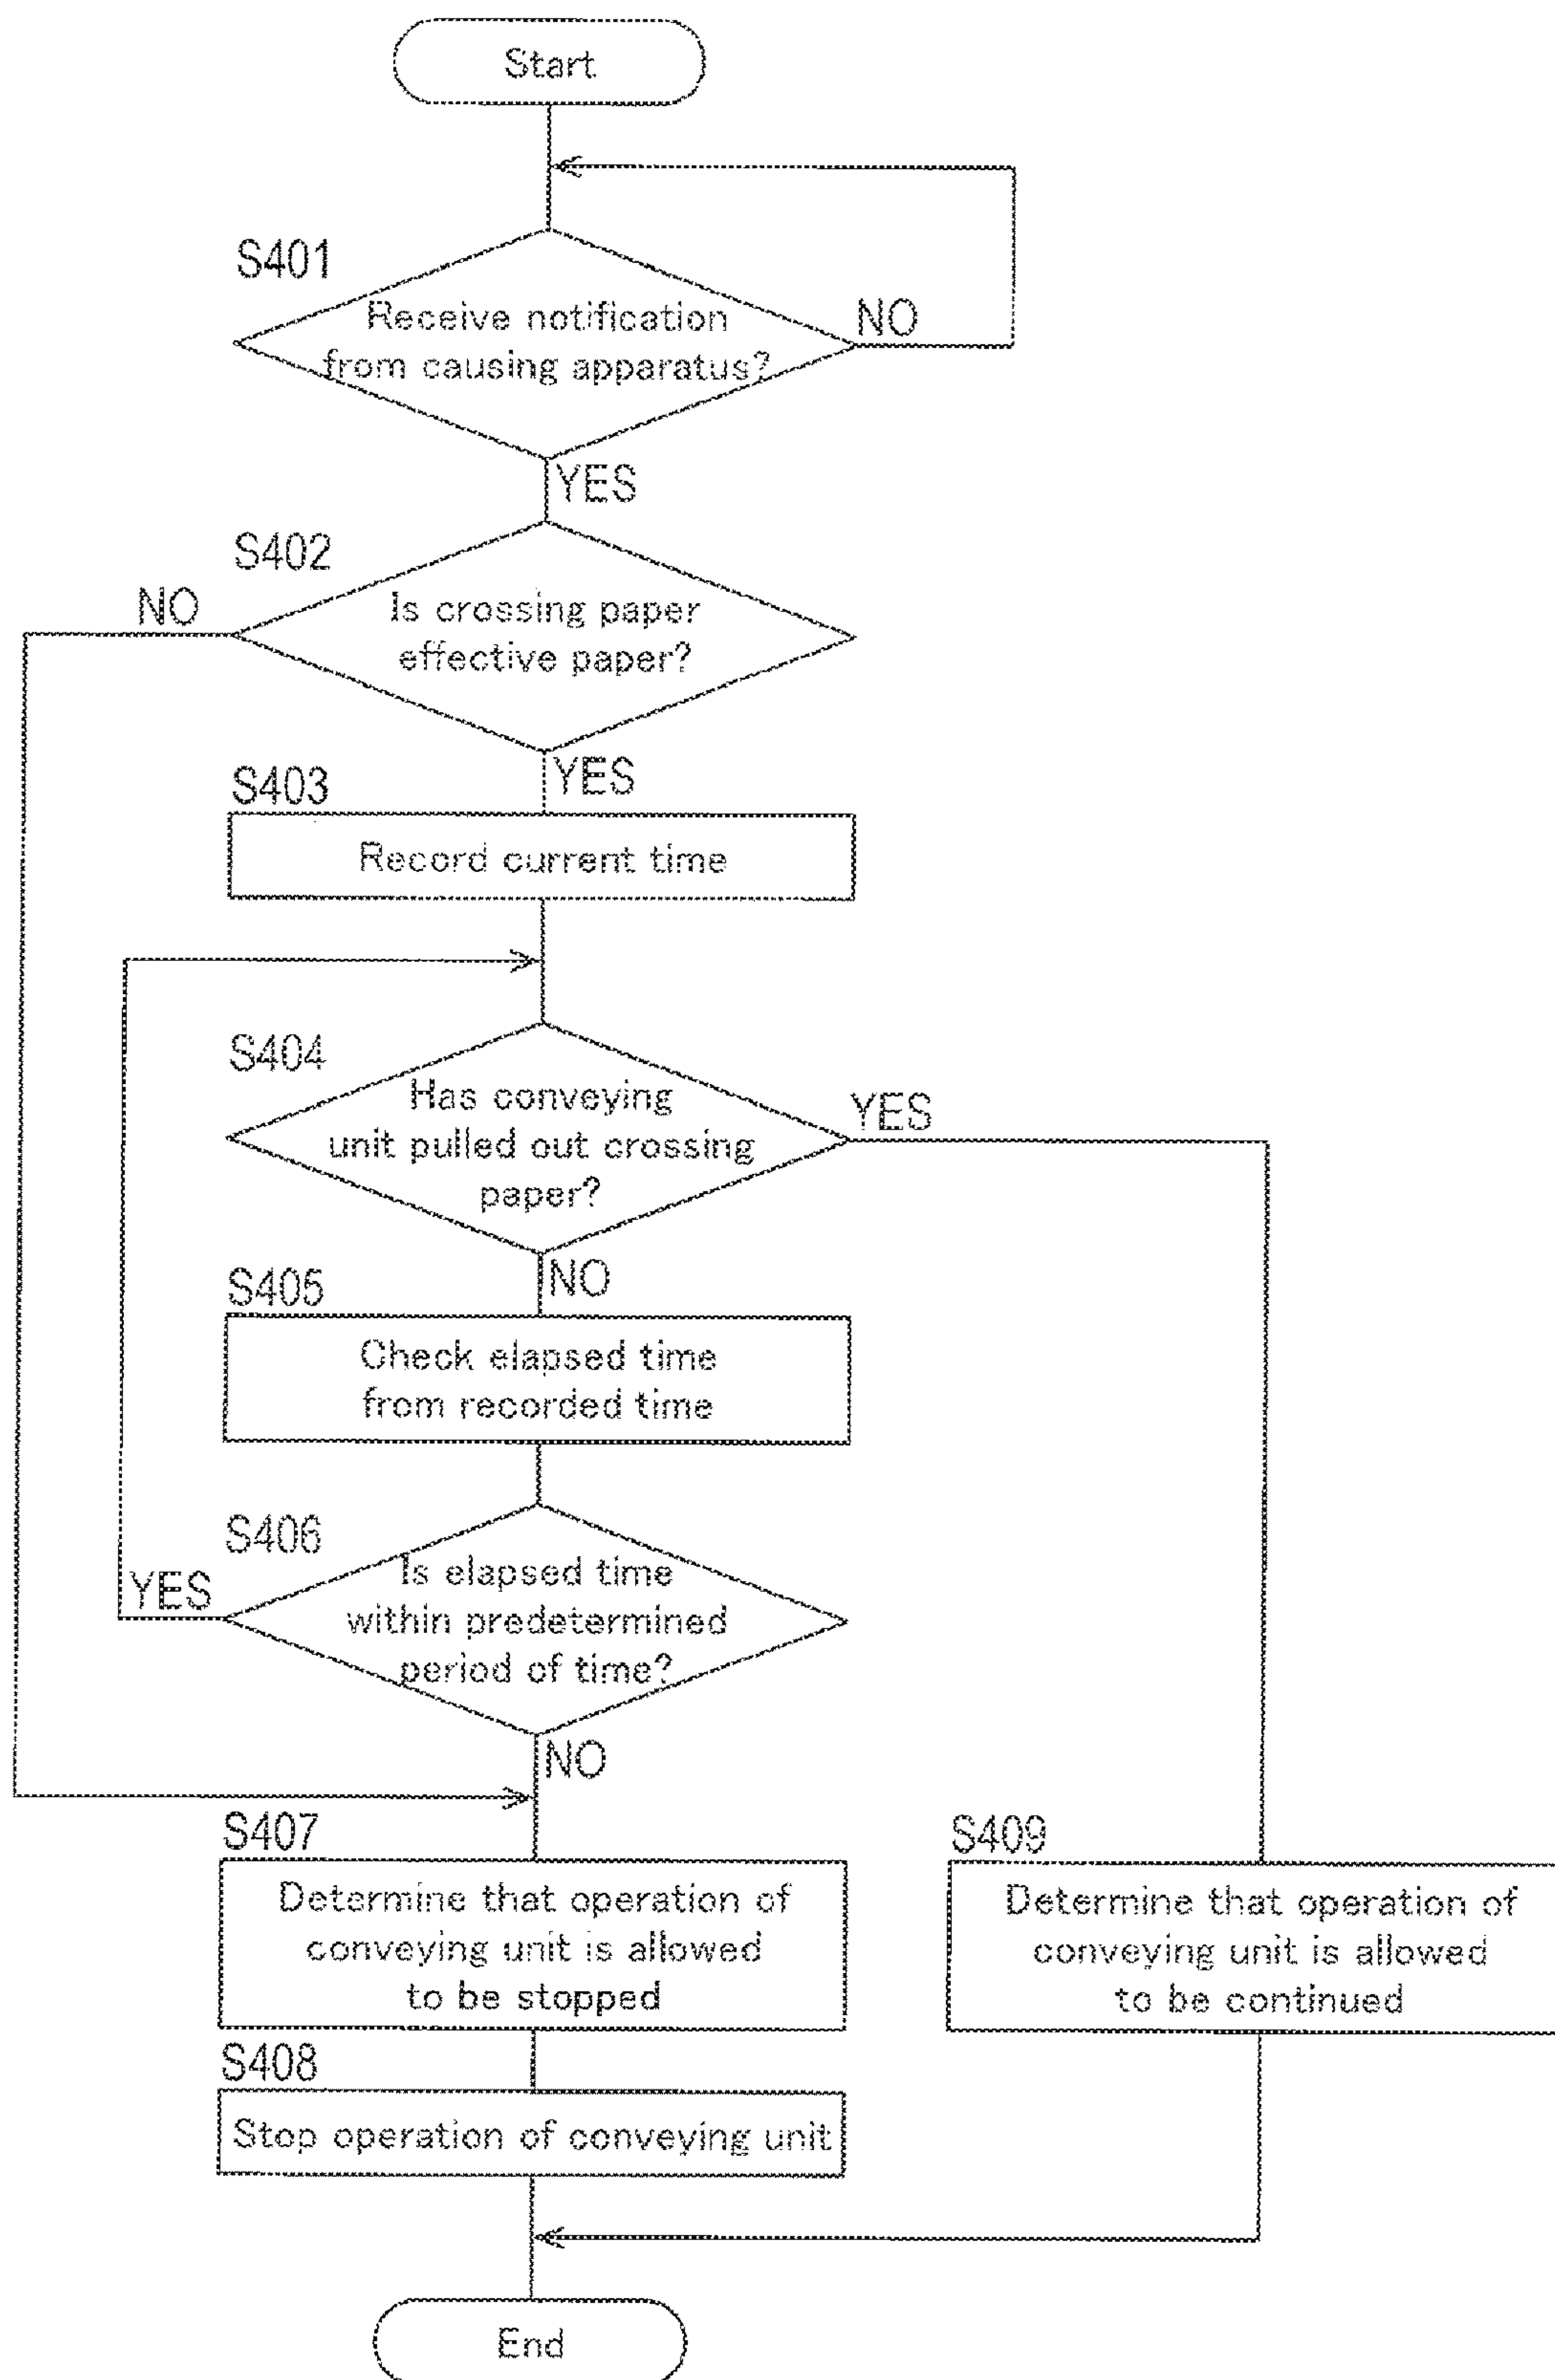 Start
S401
Receive notification
from causing apparatus?
NO
YES
S402
NO
Is crossing paper
effective paper?
YES
S403
Record current time
S404
Has conveying
unit pulled out crossing
paper?
YES
NO
S405
Check elapsed time
from recorded time
S406
Is elapsed time
within predetermined
period of time?
YES
NO
S407
Determine that operation of
conveying unit is allowed
to be stopped
S409
Determine that operation of
conveying unit is allowed
to be continued
S408
Stop operation of conveying unit
End